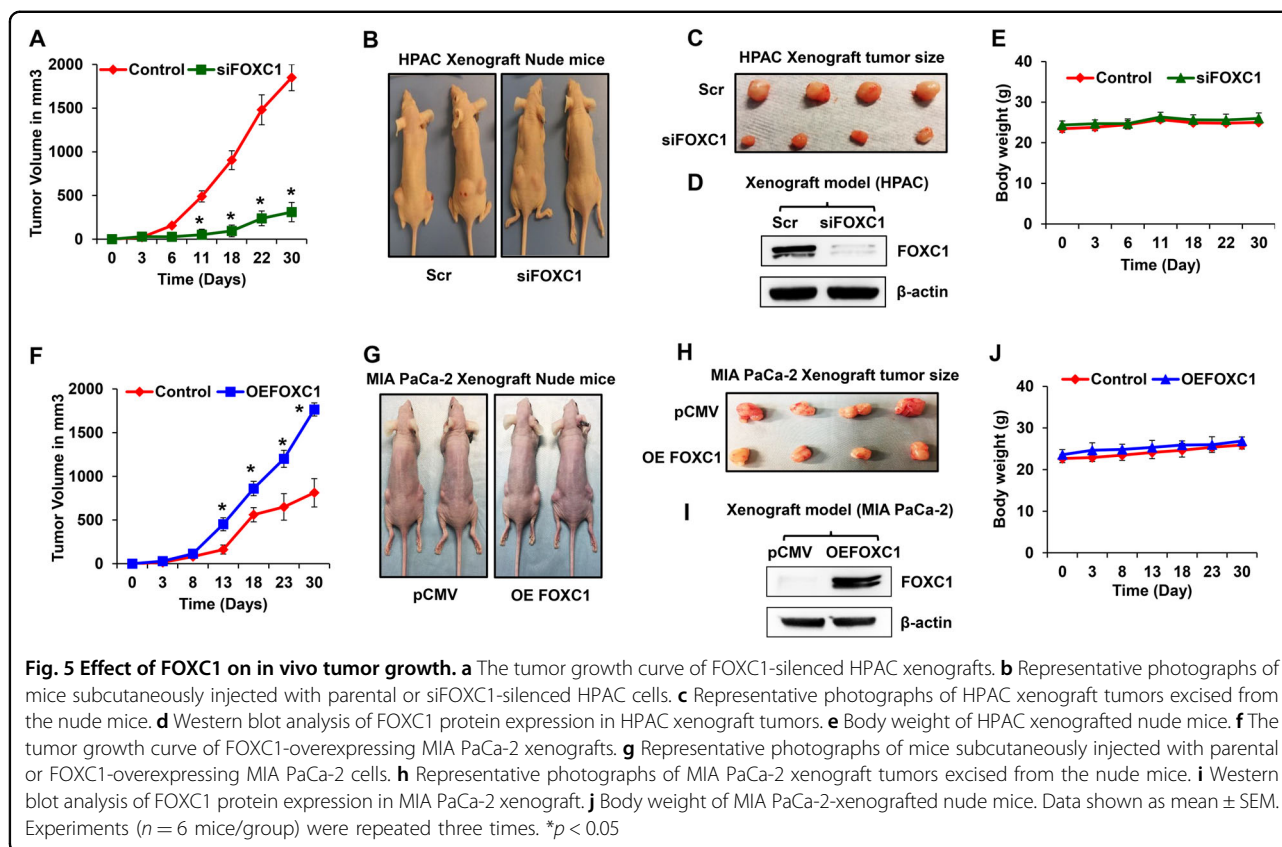 A
Control
siFOXC1
Tumor Volume in mm3
2000
1500
1000
500
0
* * * *
0 3 6 11 18 22 30
Time (Days)
B
HPAC Xenograft Nude mice
Scr
siFOXC1
C
HPAC Xenograft tumor size
Scr
siFOXC1
D
Xenograft model (HPAC)
Scr siFOXC1
FOXC1
β-actin
E
Control
siFOXC1
Body weight (g)
40
30
20
10
0
0 3 6 11 18 22 30
Time (Day)
F
Control
OEFOXC1
Tumor Volume in mm3
2000
1500
1000
500
0
* * * *
0 3 8 13 18 23 30
Time (Days)
G
MIA PaCa-2 Xenograft Nude mice
pCMV
OE FOXC1
H
MIA PaCa-2 Xenograft tumor size
pCMV
OE FOXC1
I
Xenograft model (MIA PaCa-2)
pCMV OEFOXC1
FOXC1
β-actin
J
Control
OEFOXC1
Body weight (g)
40
30
20
10
0
0 3 8 13 18 23 30
Time (Day)
Fig. 5 Effect of FOXC1 on in vivo tumor growth. a The tumor growth curve of FOXC1-silenced HPAC xenografts. b Representative photographs of
mice subcutaneously injected with parental or siFOXC1-silenced HPAC cells. c Representative photographs of HPAC xenograft tumors excised from
the nude mice. d Western blot analysis of FOXC1 protein expression in HPAC xenograft tumors. e Body weight of HPAC xenografted nude mice. f The
tumor growth curve of FOXC1-overexpressing MIA PaCa-2 xenografts. g Representative photographs of mice subcutaneously injected with parental
or FOXC1-overexpressing MIA PaCa-2 cells. h Representative photographs of MIA PaCa-2 xenograft tumors excised from the nude mice. i Western
blot analysis of FOXC1 protein expression in MIA PaCa-2 xenograft. j Body weight of MIA PaCa-2-xenografted nude mice. Data shown as mean ± SEM.
Experiments (n = 6 mice/group) were repeated three times. *p < 0.05